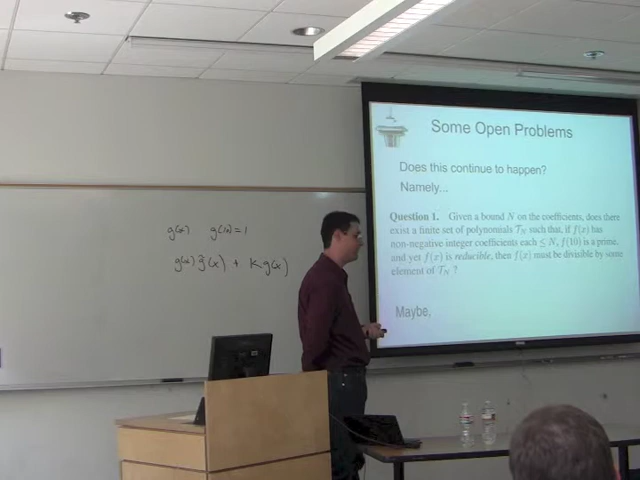 Some Open Problems
Does this continue to happen?
Namely...
Question 1. Given a bound N on the coefficients, does there
exist a finite set of polynomials T_N such that, if f(x) has
non-negative integer coefficients each ≤ N, f(10) is a prime,
and yet f(x) is reducible, then f(x) must be divisible by some
element of T_N ?
Maybe,
g(x) g(10) = 1
g(x) + K g(x)